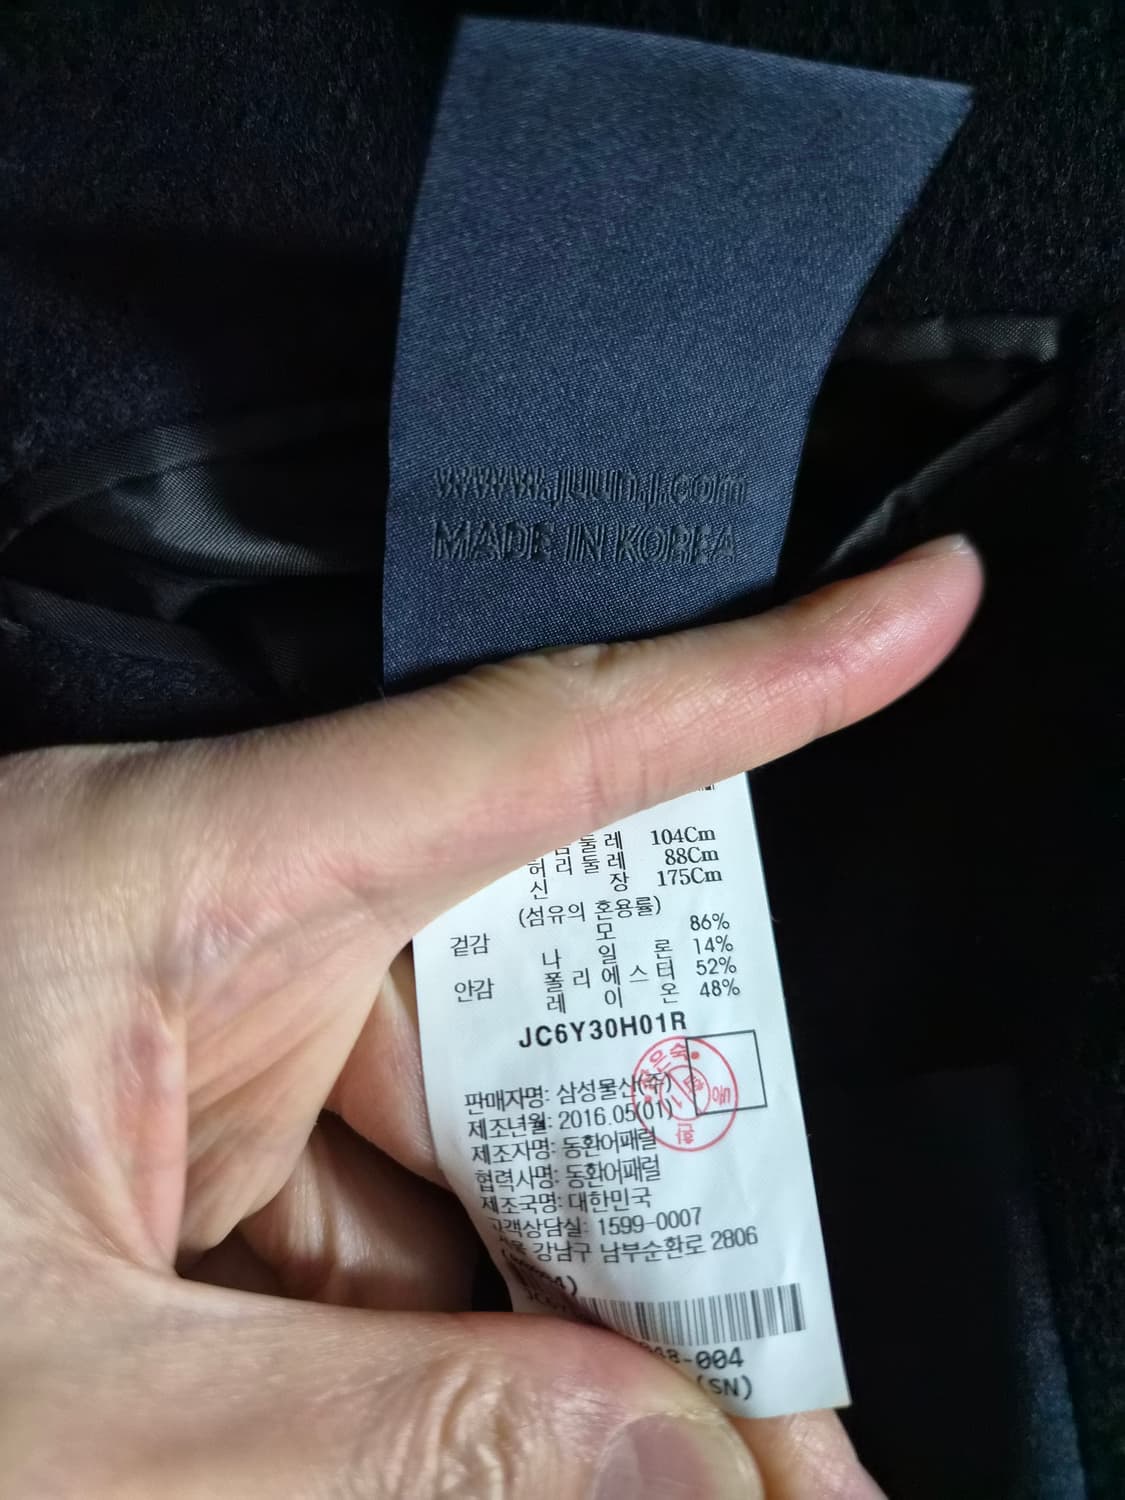 www.juunj.com
MADE IN KOREA
둘레 104Cm
허리둘레 88Cm
신장 175Cm
(섬유의 혼용률)
겉감 모 86%
나일론 14%
안감 폴리에스터 52%
레이온 48%
JC6Y30H01R
판매자명: 삼성물산(주)
제조년월: 2016.05(01)
제조자명: 동환어패럴
협력사명: 동환어패럴
제조국명: 대한민국
고객상담실: 1599-0007
강남구 남부순환로 2806
-004
(SN)